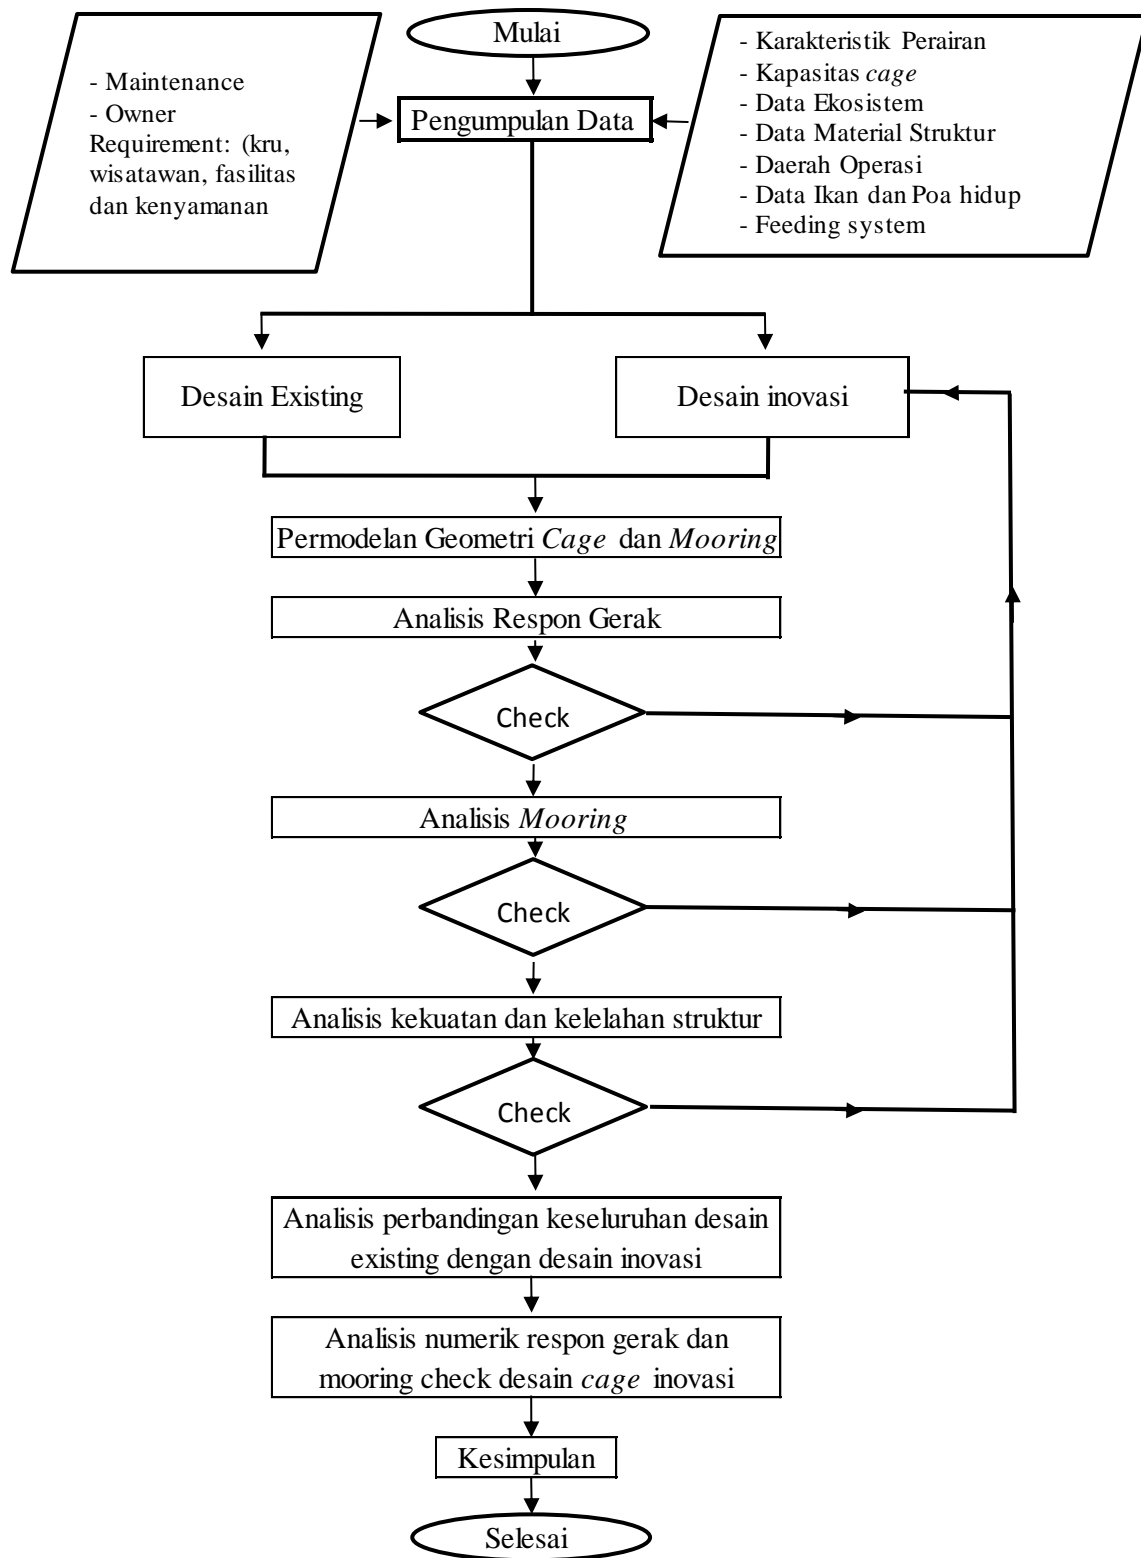 Mulai
- Maintenance
- Owner
Requirement: (kru,
wisatawan, fasilitas
dan kenyamanan
Pengumpulan Data
- Karakteristik Perairan
- Kapasitas cage
- Data Ekosistem
- Data Material Struktur
- Daerah Operasi
- Data Ikan dan Poa hidup
- Feeding system
Desain Existing
Desain inovasi
Permodelan Geometri Cage dan Mooring
Analisis Respon Gerak
Check
Analisis Mooring
Check
Analisis kekuatan dan kelelahan struktur
Check
Analisis perbandingan keseluruhan desain
existing dengan desain inovasi
Analisis numerik respon gerak dan
mooring check desain cage inovasi
Kesimpulan
Selesai